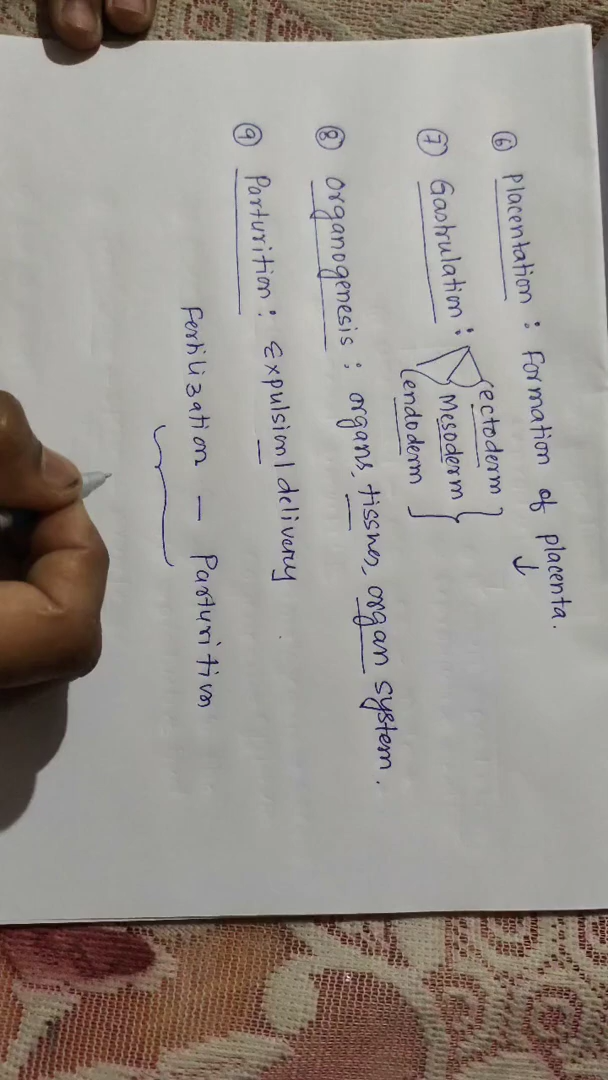 ⑥ Placentation : Formation of placenta.
↓
⑦ Gastrulation : ectoderm
Mesoderm
endoderm
⑧ Organogenesis : organs, tissues, organ system.
⑨ Parturition : Expulsion / delivery
Fertilization – Parturition